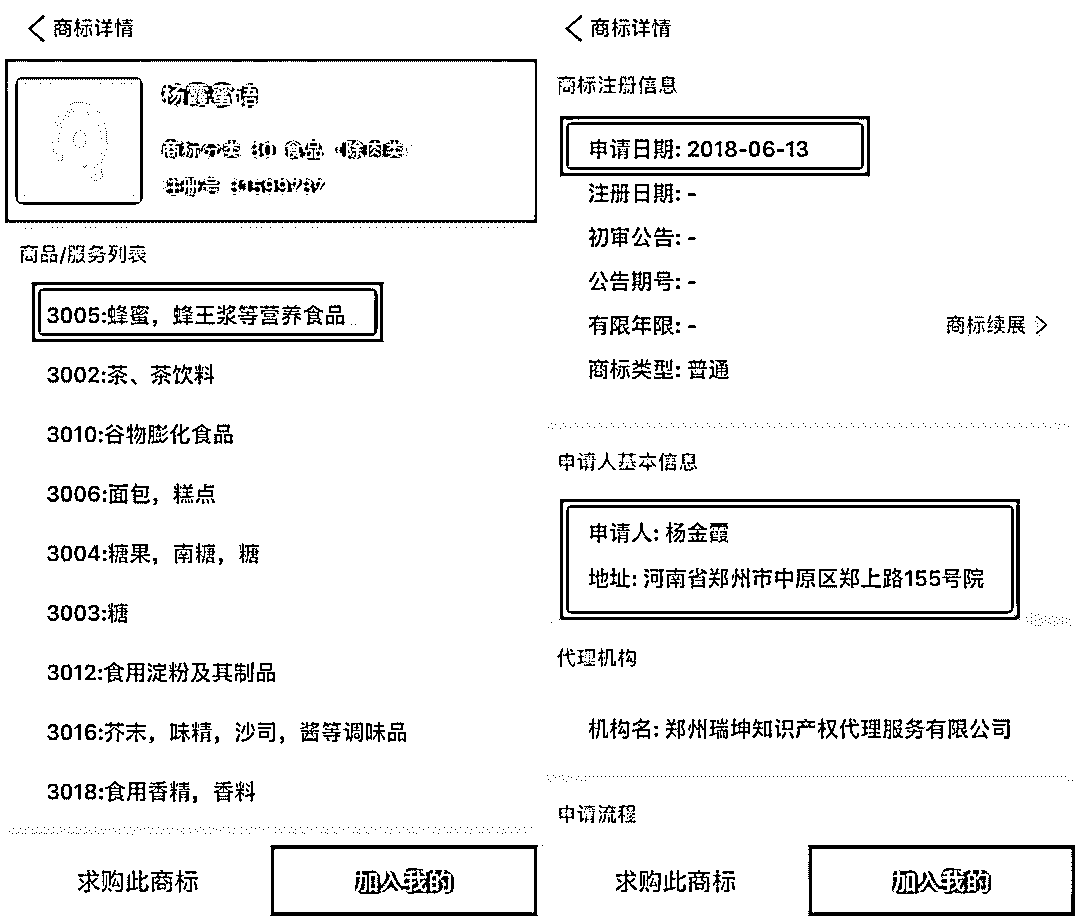 商标详情
杨露蜜语
商标分类 30 食品（除肉类）
注册号
商品/服务列表
3005:蜂蜜，蜂王浆等营养食品
3002:茶、茶饮料
3010:谷物膨化食品
3006:面包，糕点
3004:糖果，南糖，糖
3003:糖
3012:食用淀粉及其制品
3016:芥末，味精，沙司，酱等调味品
3018:食用香精，香料
求购此商标
加入我的
商标详情
商标注册信息
申请日期: 2018-06-13
注册日期: -
初审公告: -
公告期号: -
有限年限: -
商标续展 >
商标类型: 普通
申请人基本信息
申请人: 杨金霞
地址: 河南省郑州市中原区郑上路155号院
代理机构
机构名: 郑州瑞坤知识产权代理服务有限公司
申请流程
求购此商标
加入我的